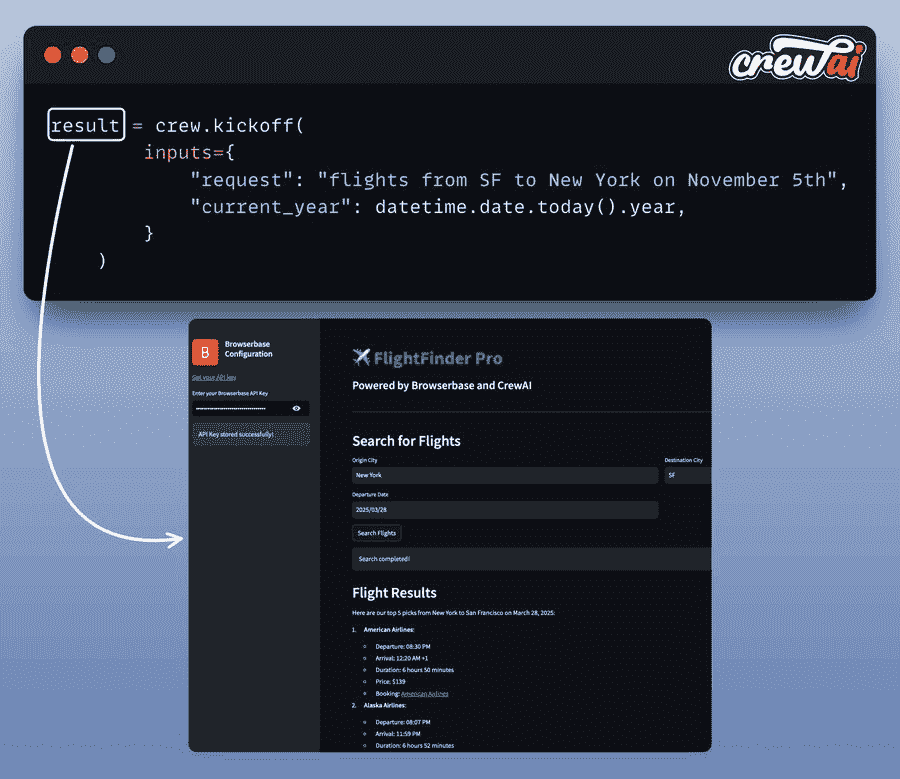 crewai
result = crew.kickoff(
inputs={
"request": "flights from SF to New York on November 5th",
"current_year": datetime.date.today().year,
}
)
B
Browserbase
Configuration
Get your API key
Enter your Browserbase API Key
API Key stored successfully!
FlightFinder Pro
Powered by Browserbase and CrewAI
Search for Flights
Origin City
Destination City
New York
SF
Departure Date
2025/03/28
Search Flights
Search completed!
Flight Results
Here are our top 5 picks from New York to San Francisco on March 28, 2025:
1. American Airlines:
Departure: 08:30 PM
Arrival: 12:20 AM +1
Duration: 6 hours 50 minutes
Price: $139
Booking: American Airlines
2. Alaska Airlines:
Departure: 08:07 PM
Arrival: 11:59 PM
Duration: 6 hours 52 minutes